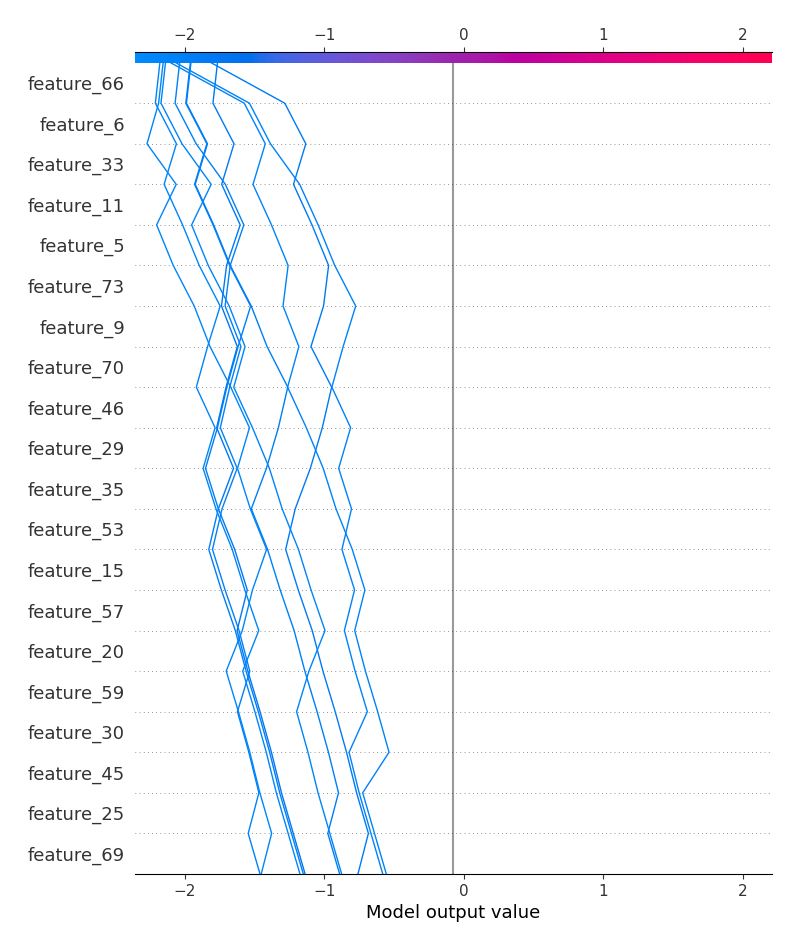 −2 −1 0 1 2
feature_66
feature_6
feature_33
feature_11
feature_5
feature_73
feature_9
feature_70
feature_46
feature_29
feature_35
feature_53
feature_15
feature_57
feature_20
feature_59
feature_30
feature_45
feature_25
feature_69
−2 −1 0 1 2
Model output value